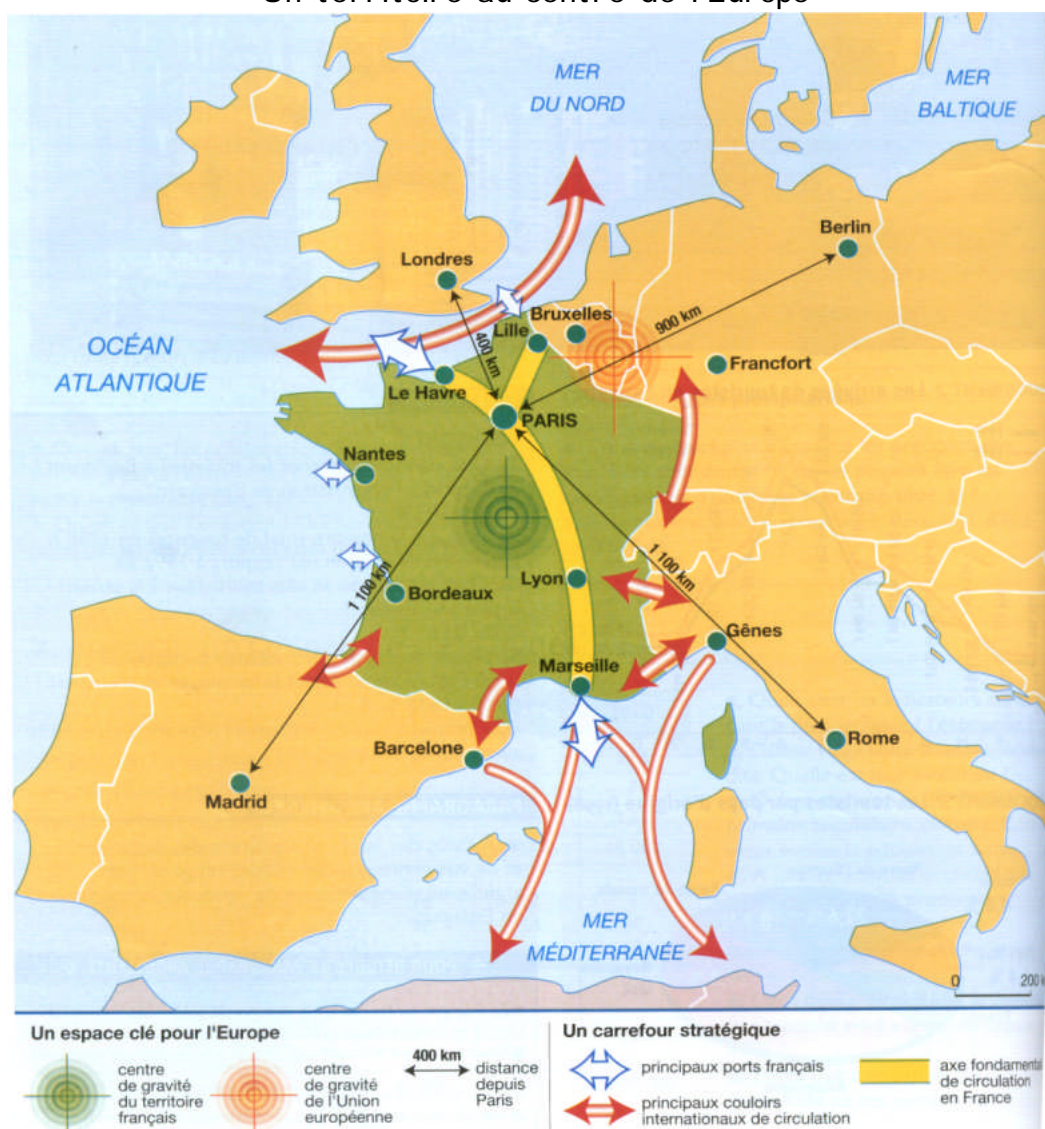 Un territoire au centre de l'Europe
MER
DU NORD
MER
BALTIQUE
Berlin
Londres
Bruxelles
900 km
Lille
OCÉAN
ATLANTIQUE
400 km
Francfort
Le Havre
PARIS
Nantes
1 100 km
1 100 km
Lyon
Bordeaux
Gênes
Marseille
Barcelone
Rome
Madrid
MER
MÉDITERRANÉE
0 200 k
Un espace clé pour l'Europe
centre
de gravité
du territoire
français
centre
de gravité
de l'Union
européenne
400 km
distance
depuis
Paris
Un carrefour stratégique
principaux ports français
principaux couloirs
internationaux de circulation
axe fondamenta
de circulation
en France